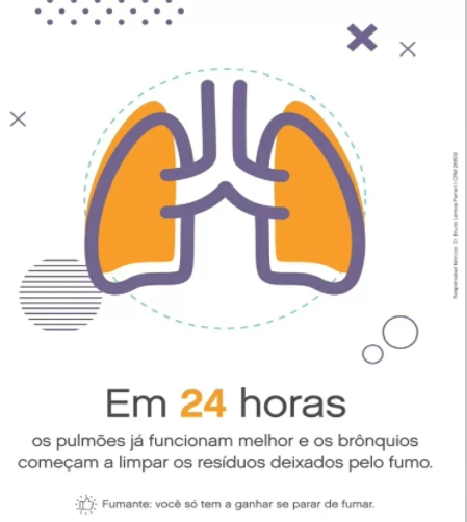 Em 24 horas
os pulmões já funcionam melhor e os brônquios
começam a limpar os resíduos deixados pelo fumo.
Fumante: você só tem a ganhar se parar de fumar.